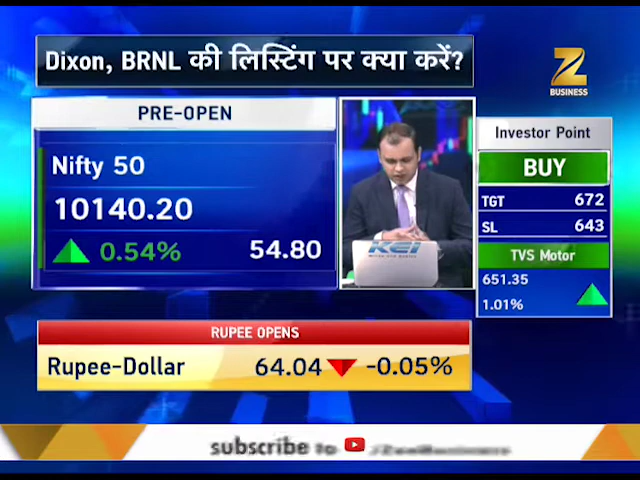 Dixon, BRNL की लिस्टिंग पर क्या करें?
Z
BUSINESS
PRE-OPEN
Nifty 50
10140.20
0.54% 54.80
KEI
Investor Point
BUY
TGT 672
SL 643
TVS Motor
651.35
1.01%
RUPEE OPENS
Rupee-Dollar 64.04 -0.05%
subscribe to /ZeeBusiness